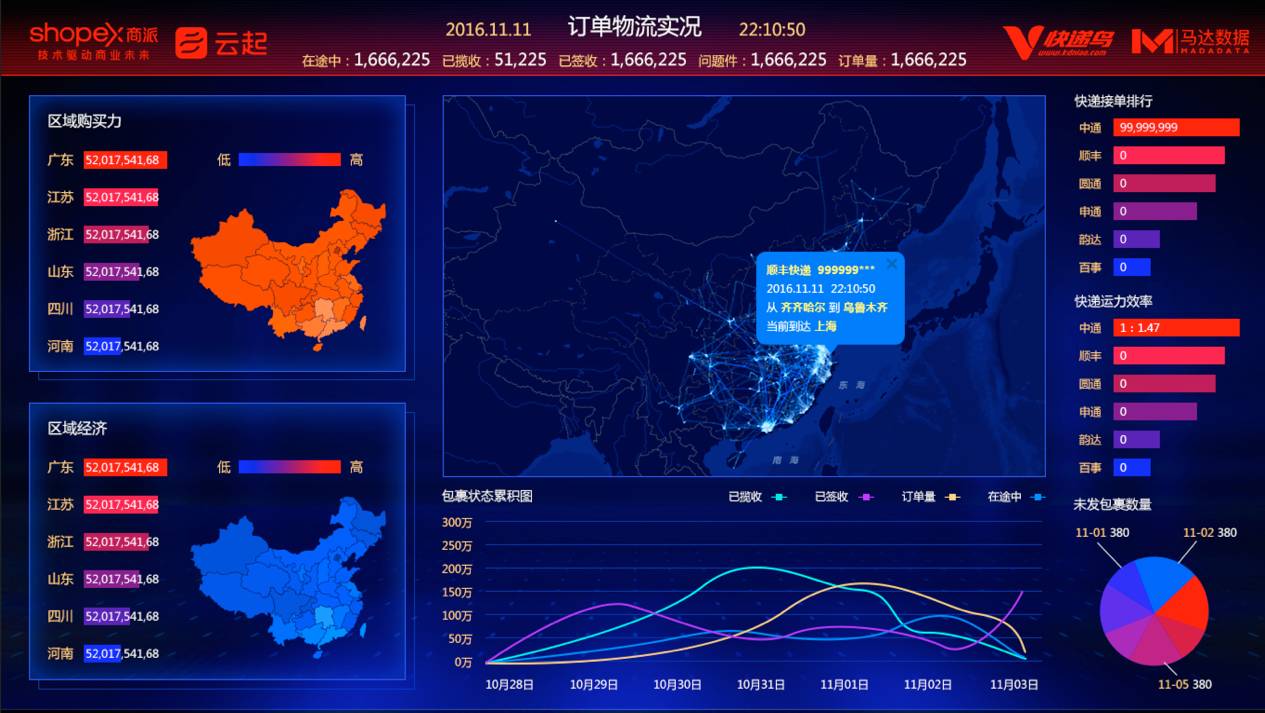 shopex商派
技术驱动商业未来
云起
2016.11.11 订单物流实况 22:10:50
在途中：1,666,225 已揽收：51,225 已签收：1,666,225 问题件：1,666,225 订单量：1,666,225
快递鸟
www.kdniao.com
马达数据
MADADATA
区域购买力
广东 52,017,541,68
低 高
江苏 52,017,541,68
浙江 52,017,541,68
山东 52,017,541,68
四川 52,017,541,68
河南 52,017,541,68
区域经济
广东 52,017,541,68
低 高
江苏 52,017,541,68
浙江 52,017,541,68
山东 52,017,541,68
四川 52,017,541,68
河南 52,017,541,68
顺丰快递 999999***
2016.11.11 22:10:50
从 齐齐哈尔 到 乌鲁木齐
当前到达 上海
东 海
南 海
包裹状态累积图
已揽收 已签收 订单量 在途中
300万
250万
200万
150万
100万
50万
0万
10月28日 10月29日 10月30日 10月31日 11月01日 11月02日 11月03日
快递接单排行
中通 99,999,999
顺丰 0
圆通 0
申通 0
韵达 0
百事 0
快递运力效率
中通 1：1.47
顺丰 0
圆通 0
申通 0
韵达 0
百事 0
未发包裹数量
11-01 380 11-02 380
11-05 380